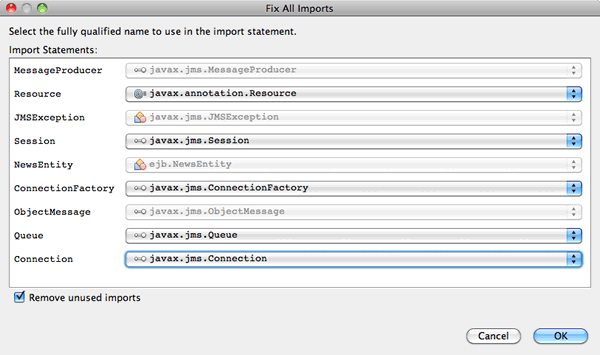 Fix All Imports
Select the fully qualified name to use in the import statement.
Import Statements:
MessageProducer javax.jms.MessageProducer
Resource javax.annotation.Resource
JMSException javax.jms.JMSException
Session javax.jms.Session
NewsEntity ejb.NewsEntity
ConnectionFactory javax.jms.ConnectionFactory
ObjectMessage javax.jms.ObjectMessage
Queue javax.jms.Queue
Connection javax.jms.Connection
Remove unused imports
Cancel OK